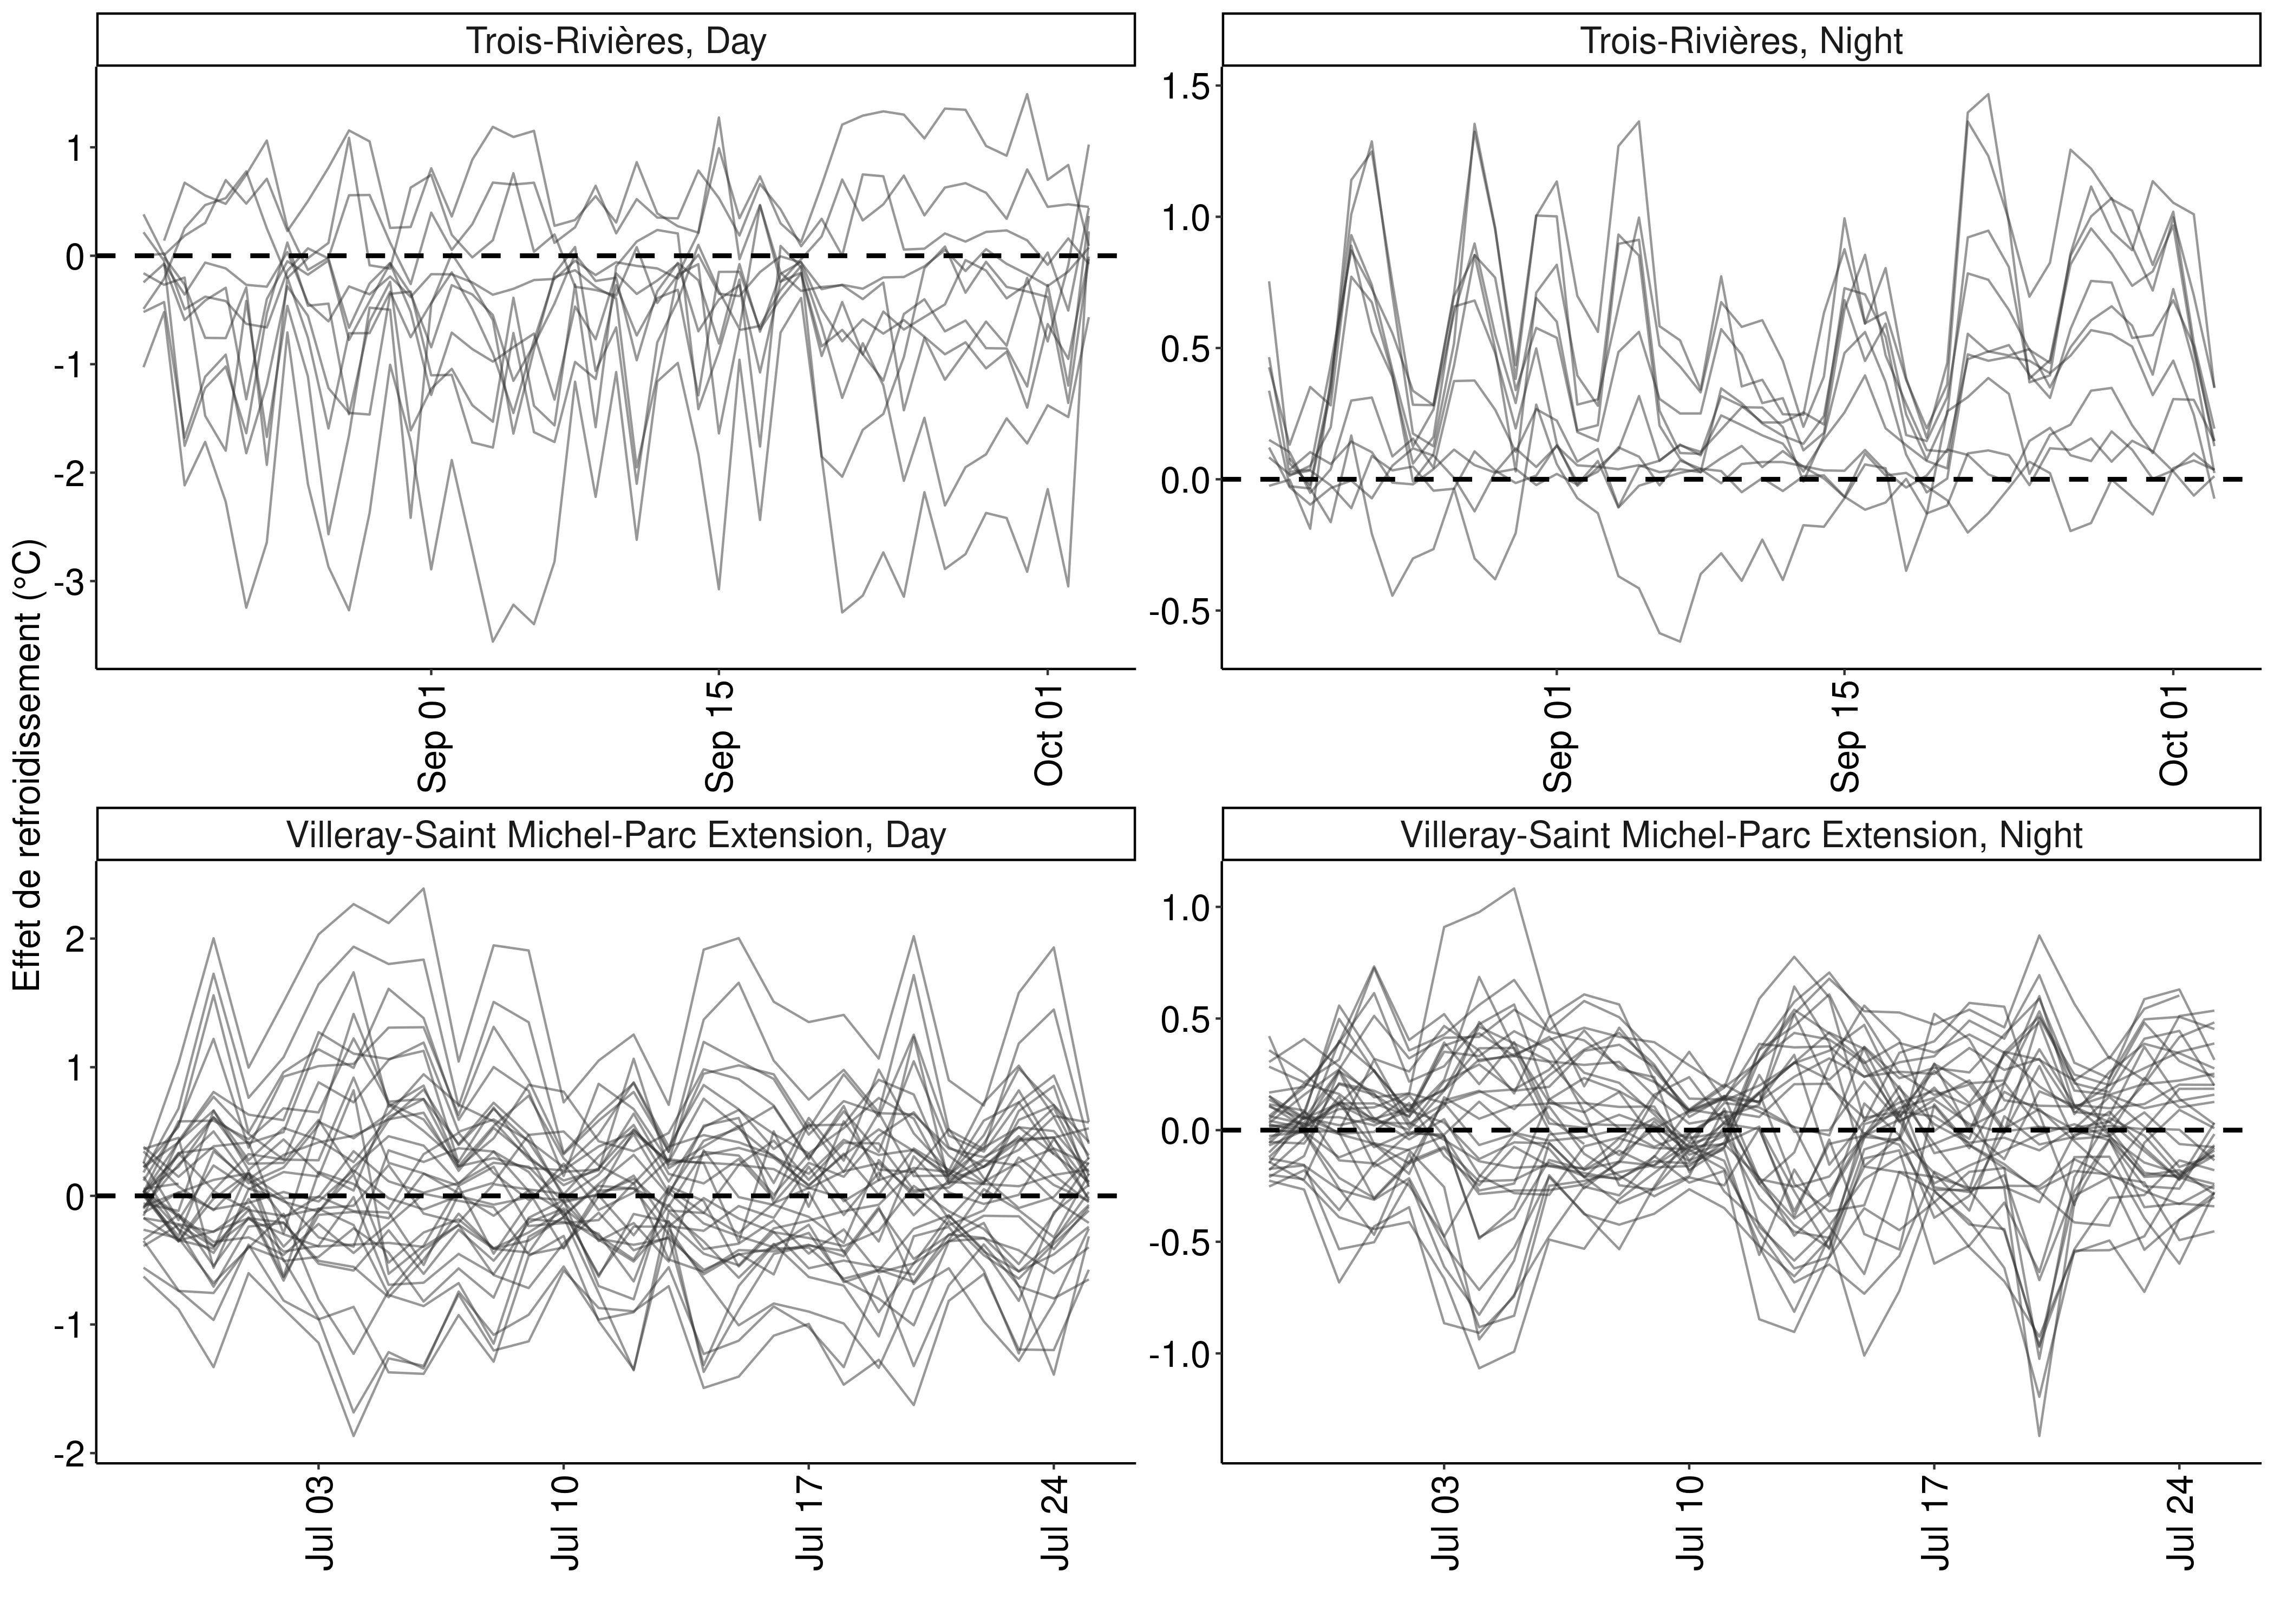 Trois-Rivières, Day
Trois-Rivières, Night
Effet de refroidissement (°C)
1
0
-1
-2
-3
Sep 01
Sep 15
Oct 01
1.5
1.0
0.5
0.0
-0.5
Sep 01
Sep 15
Oct 01
Villeray-Saint Michel-Parc Extension, Day
Villeray-Saint Michel-Parc Extension, Night
2
1
0
-1
-2
Jul 03
Jul 10
Jul 17
Jul 24
1.0
0.5
0.0
-0.5
-1.0
Jul 03
Jul 10
Jul 17
Jul 24